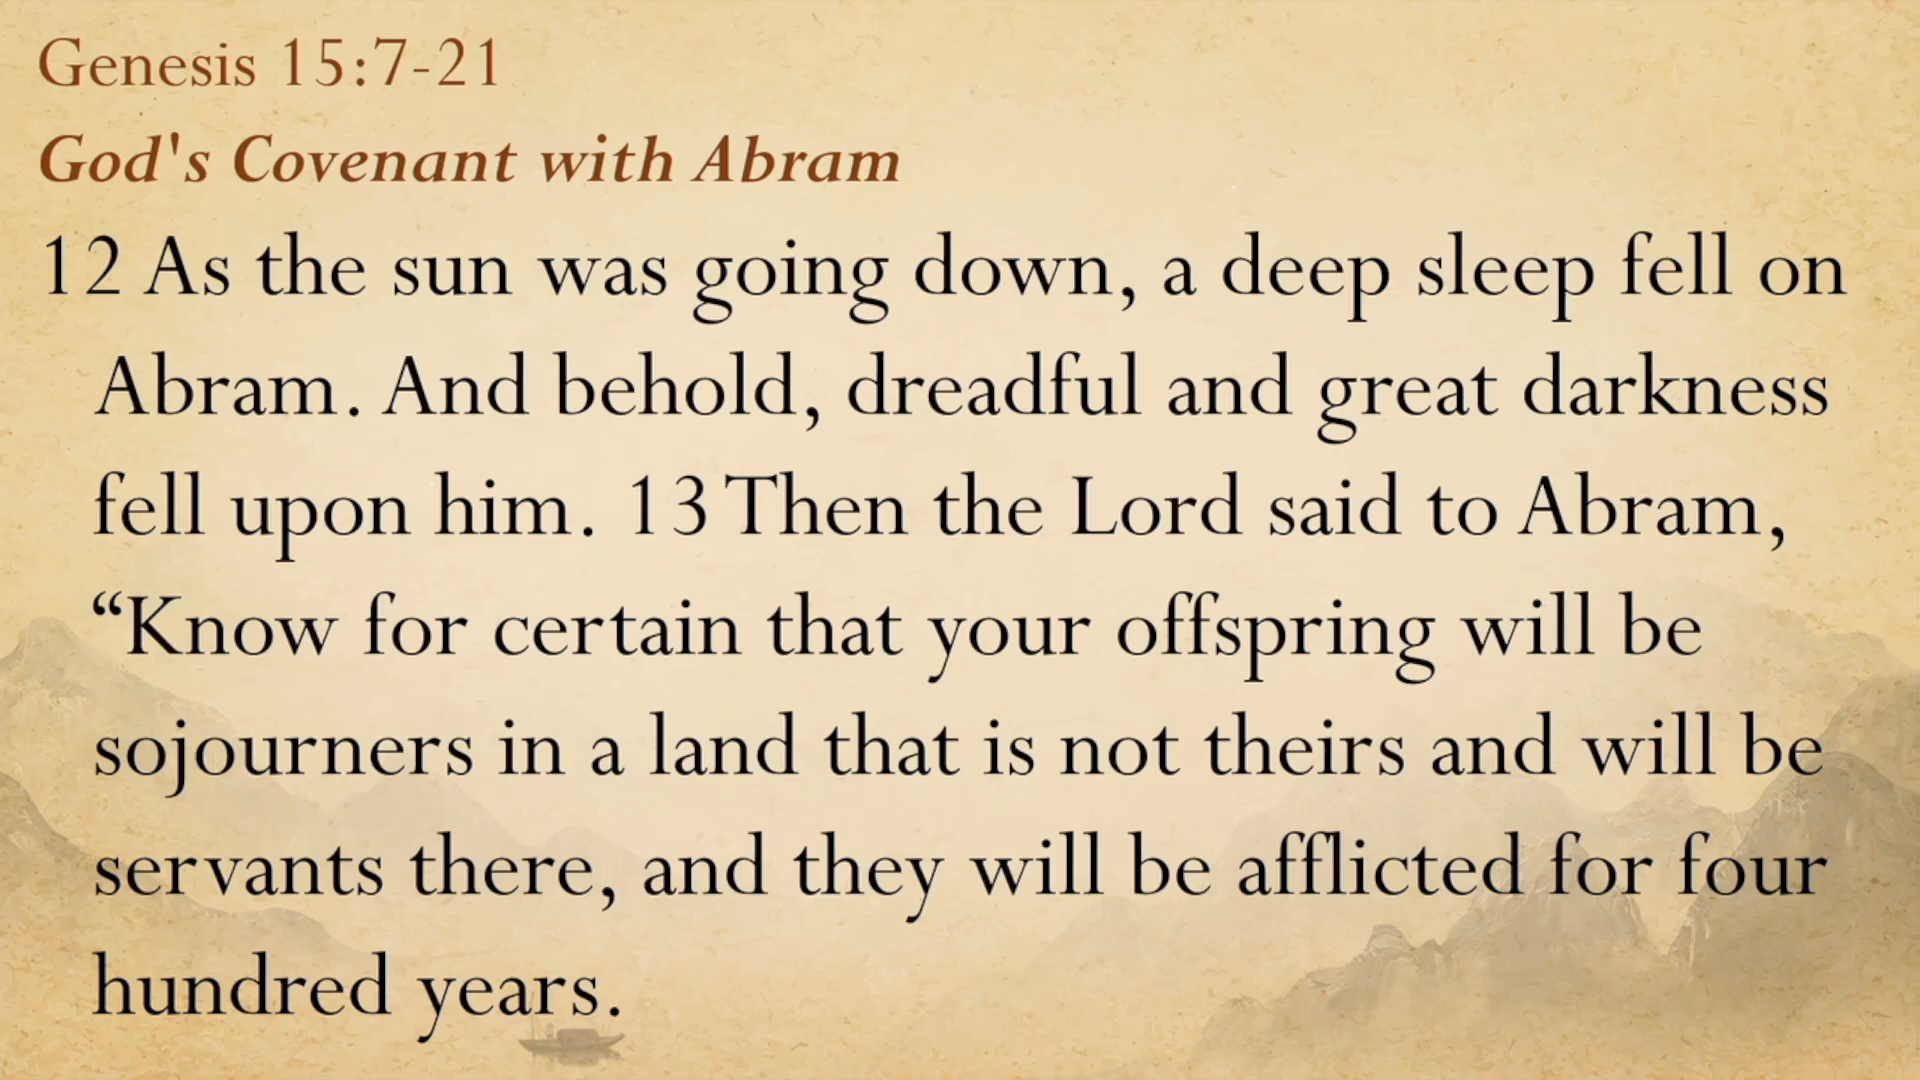 Genesis 15:7-21
God's Covenant with Abram
12 As the sun was going down, a deep sleep fell on
Abram. And behold, dreadful and great darkness
fell upon him. 13 Then the Lord said to Abram,
“Know for certain that your offspring will be
sojourners in a land that is not theirs and will be
servants there, and they will be afflicted for four
hundred years.